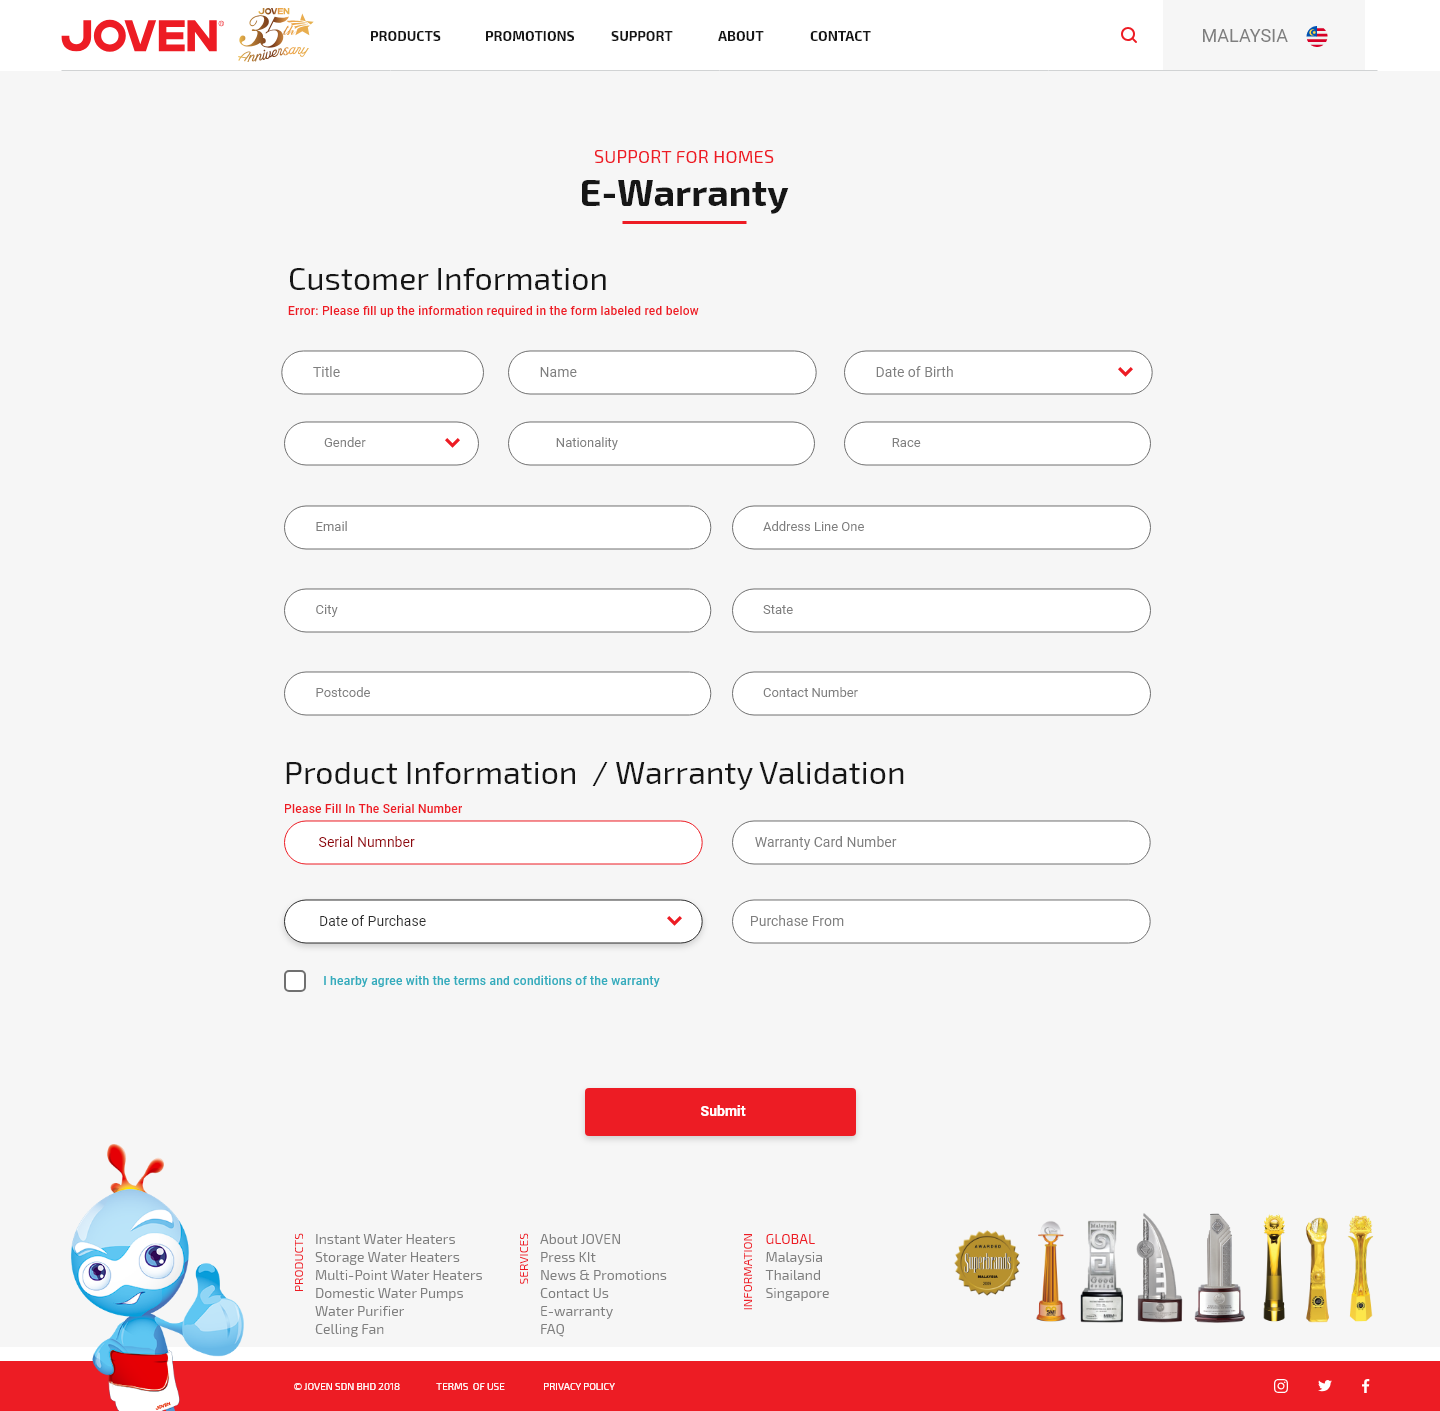 JOVEN®
JOVEN
35th
Anniversary
PRODUCTS PROMOTIONS SUPPORT ABOUT CONTACT
MALAYSIA
SUPPORT FOR HOMES
E-Warranty
Customer Information
Error: Please fill up the information required in the form labeled red below
Title Name Date of Birth
Gender Nationality Race
Email Address Line One
City State
Postcode Contact Number
Product Information / Warranty Validation
Please Fill In The Serial Number
Serial Numnber Warranty Card Number
Date of Purchase Purchase From
I hearby agree with the terms and conditions of the warranty
Submit
PRODUCTS
Instant Water Heaters
Storage Water Heaters
Multi-Point Water Heaters
Domestic Water Pumps
Water Purifier
Celling Fan
SERVICES
About JOVEN
Press KIt
News & Promotions
Contact Us
E-warranty
FAQ
INFORMATION
GLOBAL
Malaysia
Thailand
Singapore
AWARDED
Superbrands
MALAYSIA
Malaysia
JOVEN
© JOVEN SDN BHD 2018 TERMS OF USE PRIVACY POLICY